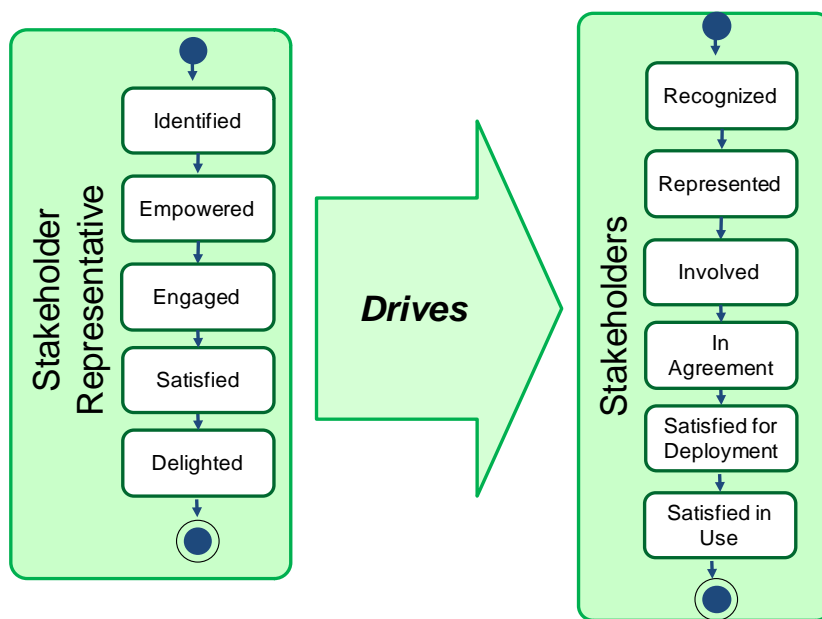 Stakeholder
Representative
Identified
Empowered
Engaged
Satisfied
Delighted
Drives
Stakeholders
Recognized
Represented
Involved
In
Agreement
Satisfied for
Deployment
Satisfied in
Use